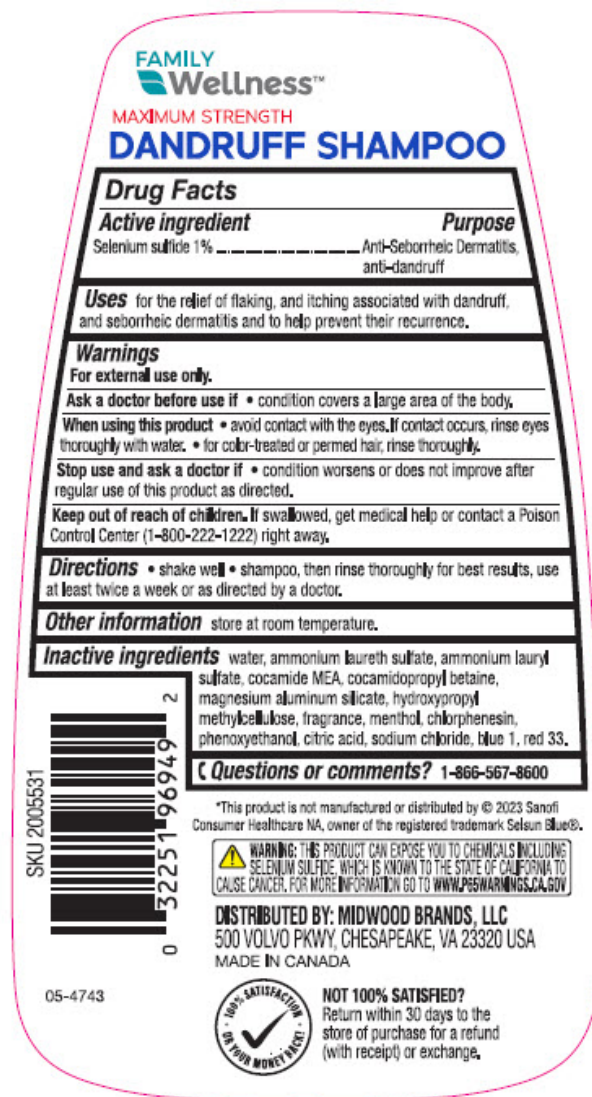 FAMILY
Wellness™
MAXIMUM STRENGTH
DANDRUFF SHAMPOO
Drug Facts
Active ingredient Purpose
Selenium sulfide 1% Anti-Seborrheic Dermatitis,
anti-dandruff
Uses for the relief of flaking, and itching associated with dandruff,
and seborrheic dermatitis and to help prevent their recurrence.
Warnings
For external use only.
Ask a doctor before use if • condition covers a large area of the body.
When using this product • avoid contact with the eyes. If contact occurs, rinse eyes
thoroughly with water. • for color-treated or permed hair, rinse thoroughly.
Stop use and ask a doctor if • condition worsens or does not improve after
regular use of this product as directed.
Keep out of reach of children. If swallowed, get medical help or contact a Poison
Control Center (1-800-222-1222) right away.
Directions • shake well • shampoo, then rinse thoroughly for best results, use
at least twice a week or as directed by a doctor.
Other information store at room temperature.
Inactive ingredients water, ammonium laureth sulfate, ammonium lauryl
sulfate, cocamide MEA, cocamidopropyl betaine,
magnesium aluminum silicate, hydroxypropyl
methylcellulose, fragrance, menthol, chlorphenesin,
phenoxyethanol, citric acid, sodium chloride, blue 1, red 33.
Questions or comments? 1-866-567-8600
SKU 2005531
0 32251 96949 2
*This product is not manufactured or distributed by © 2023 Sanofi
Consumer Healthcare NA, owner of the registered trademark Selsun Blue®.
WARNING: THIS PRODUCT CAN EXPOSE YOU TO CHEMICALS INCLUDING
SELENIUM SULFIDE, WHICH IS KNOWN TO THE STATE OF CALIFORNIA TO
CAUSE CANCER. FOR MORE INFORMATION GO TO WWW.P65WARNINGS.CA.GOV
DISTRIBUTED BY: MIDWOOD BRANDS, LLC
500 VOLVO PKWY, CHESAPEAKE, VA 23320 USA
MADE IN CANADA
05-4743
100% SATISFACTION
OR YOUR MONEY BACK!
NOT 100% SATISFIED?
Return within 30 days to the
store of purchase for a refund
(with receipt) or exchange.